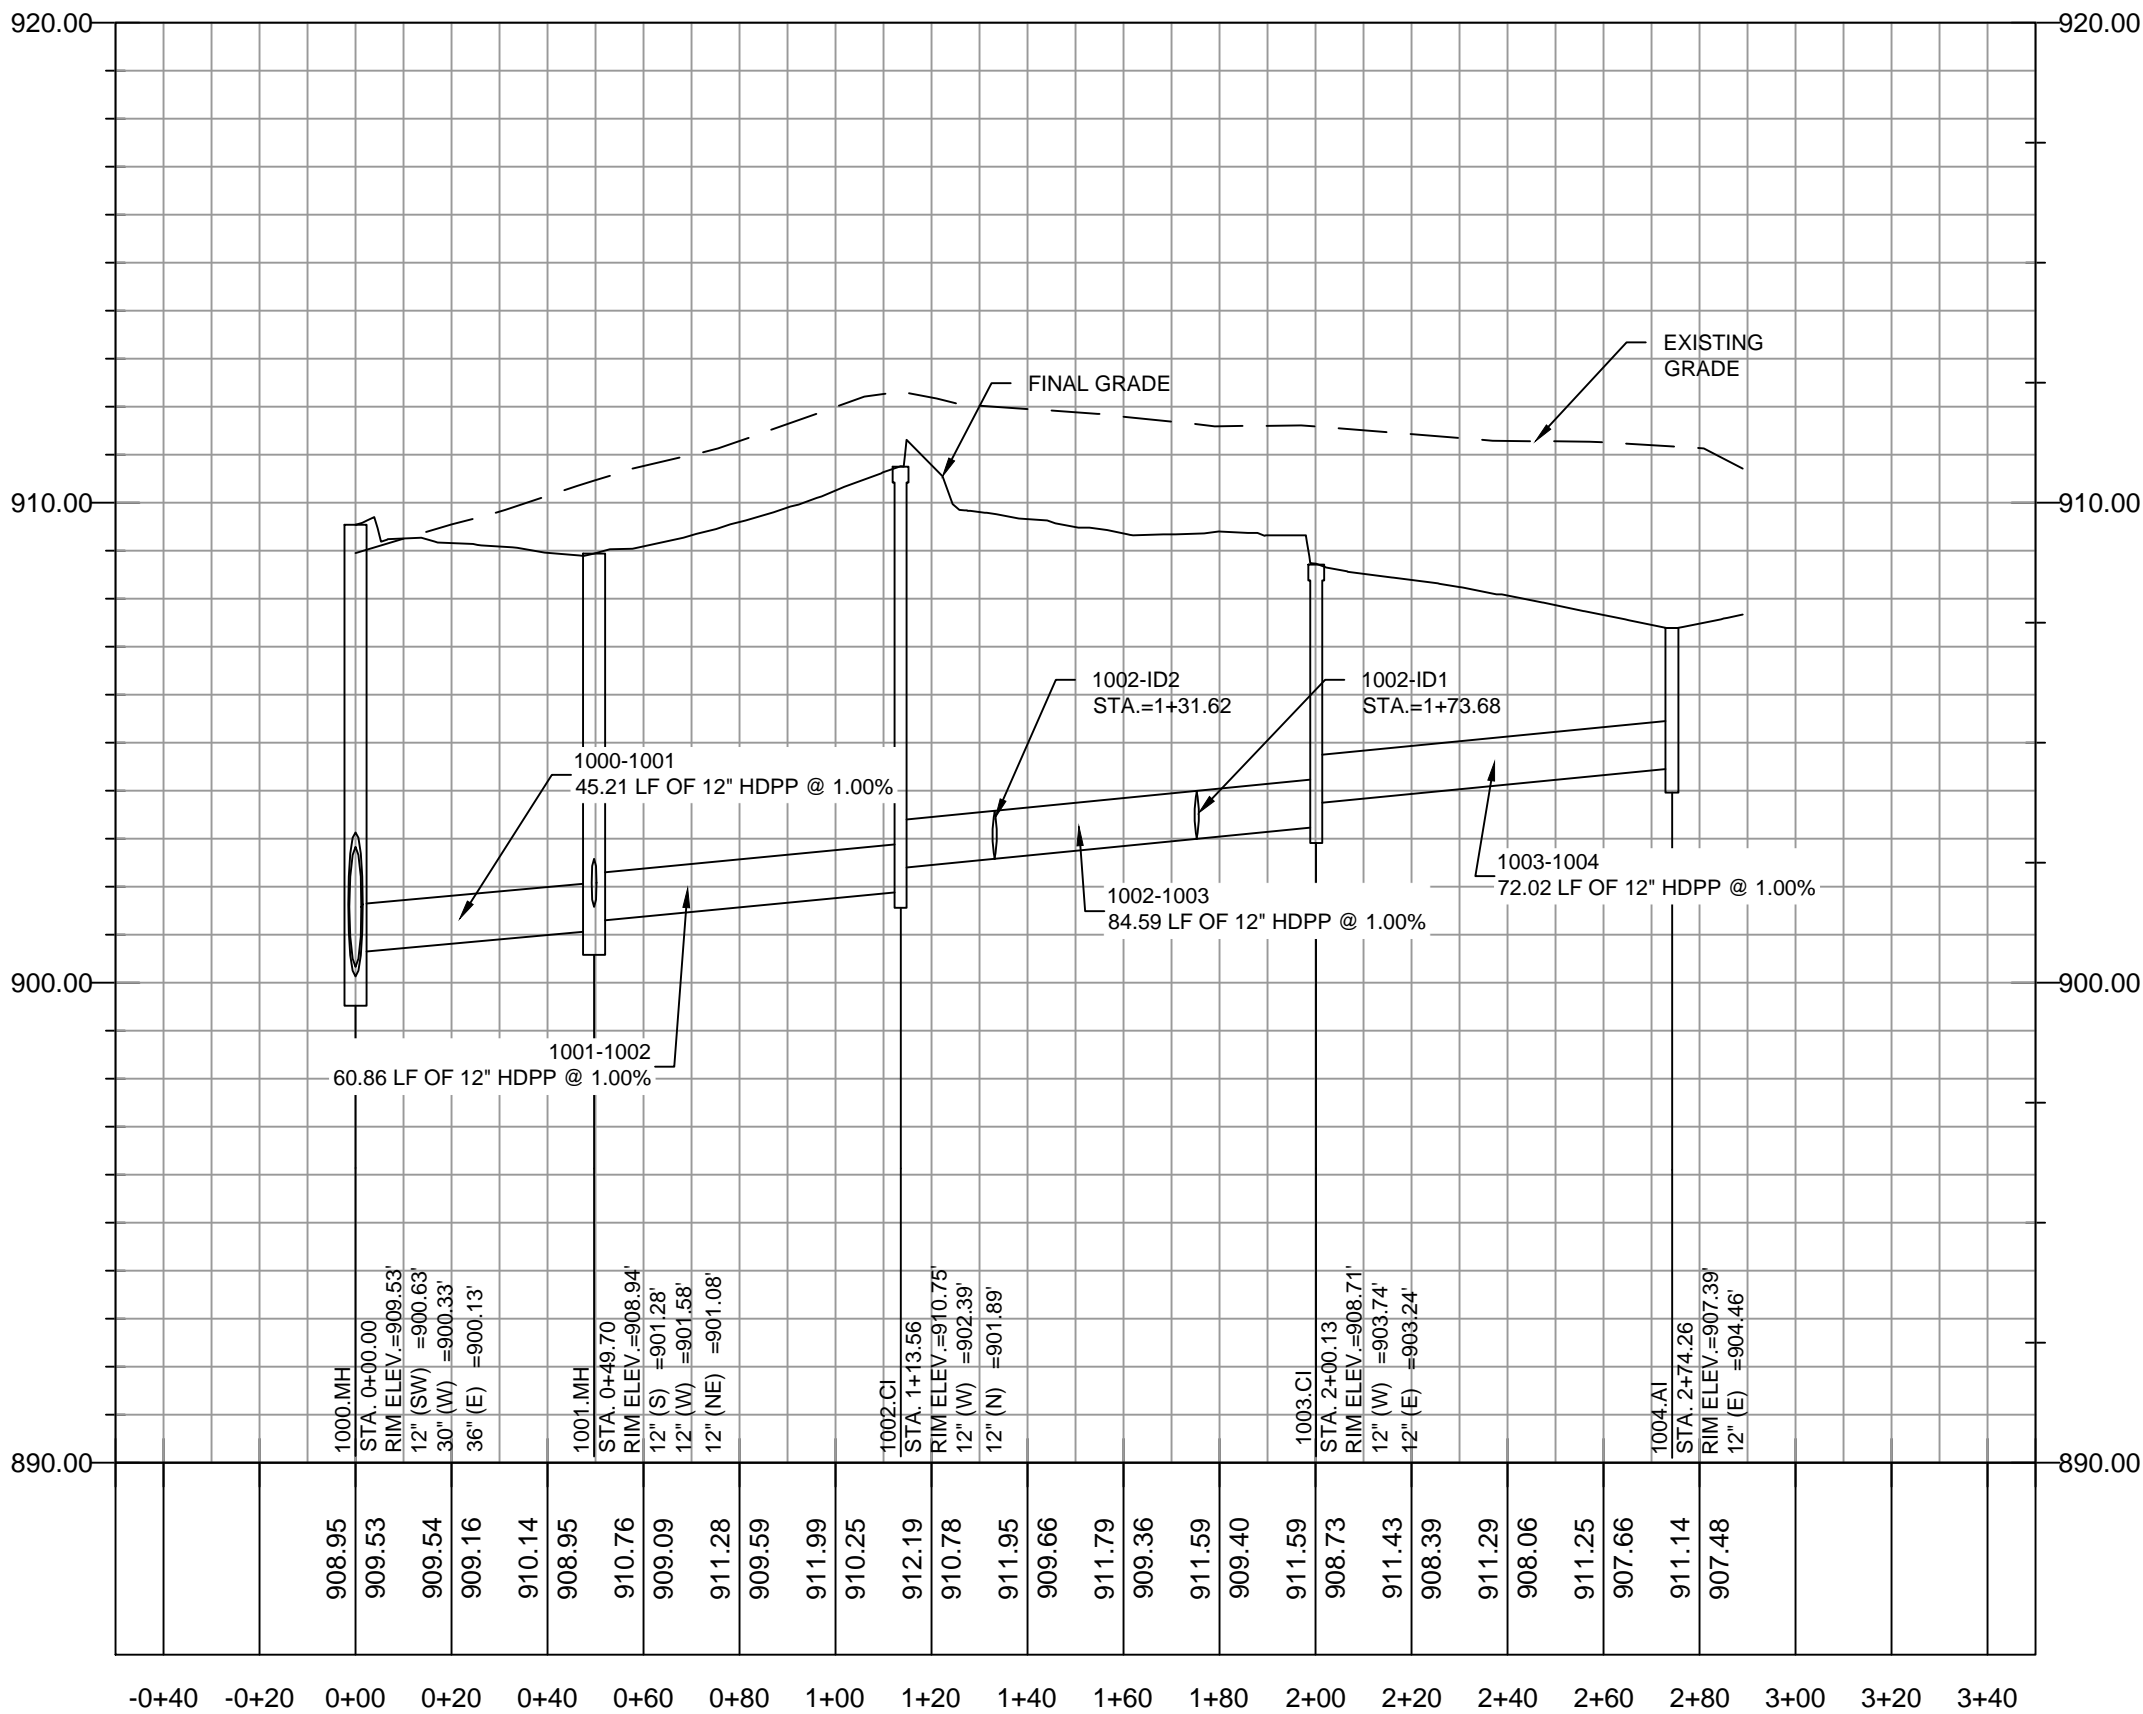 920.00
920.00
EXISTING
GRADE
FINAL GRADE
910.00
910.00
1002-ID2
STA.=1+31.62
1002-ID1
STA.=1+73.68
1000-1001
45.21 LF OF 12" HDPP @ 1.00%
1003-1004
72.02 LF OF 12" HDPP @ 1.00%
1002-1003
84.59 LF OF 12" HDPP @ 1.00%
900.00
900.00
1001-1002
60.86 LF OF 12" HDPP @ 1.00%
1000.MH
STA. 0+00.00
RIM ELEV.=909.53'
12" (SW) =900.63'
30" (W) =900.33'
36" (E) =900.13'
1001.MH
STA. 0+49.70
RIM ELEV.=908.94'
12" (S) =901.28'
12" (W) =901.58'
12" (NE) =901.08'
1002.CI
STA. 1+13.56
RIM ELEV.=910.75'
12" (W) =902.39'
12" (N) =901.89'
1003.CI
STA. 2+00.13
RIM ELEV.=908.71'
12" (W) =903.74'
12" (E) =903.24'
1004.AI
STA. 2+74.26
RIM ELEV.=907.39'
12" (E) =904.46'
890.00
890.00
908.95
909.53
909.54
909.16
910.14
908.95
910.76
909.09
911.28
909.59
911.99
910.25
912.19
910.78
911.95
909.66
911.79
909.36
911.59
909.40
911.59
908.73
911.43
908.39
911.29
908.06
911.25
907.66
911.14
907.48
-0+40 -0+20 0+00 0+20 0+40 0+60 0+80 1+00 1+20 1+40 1+60 1+80 2+00 2+20 2+40 2+60 2+80 3+00 3+20 3+40